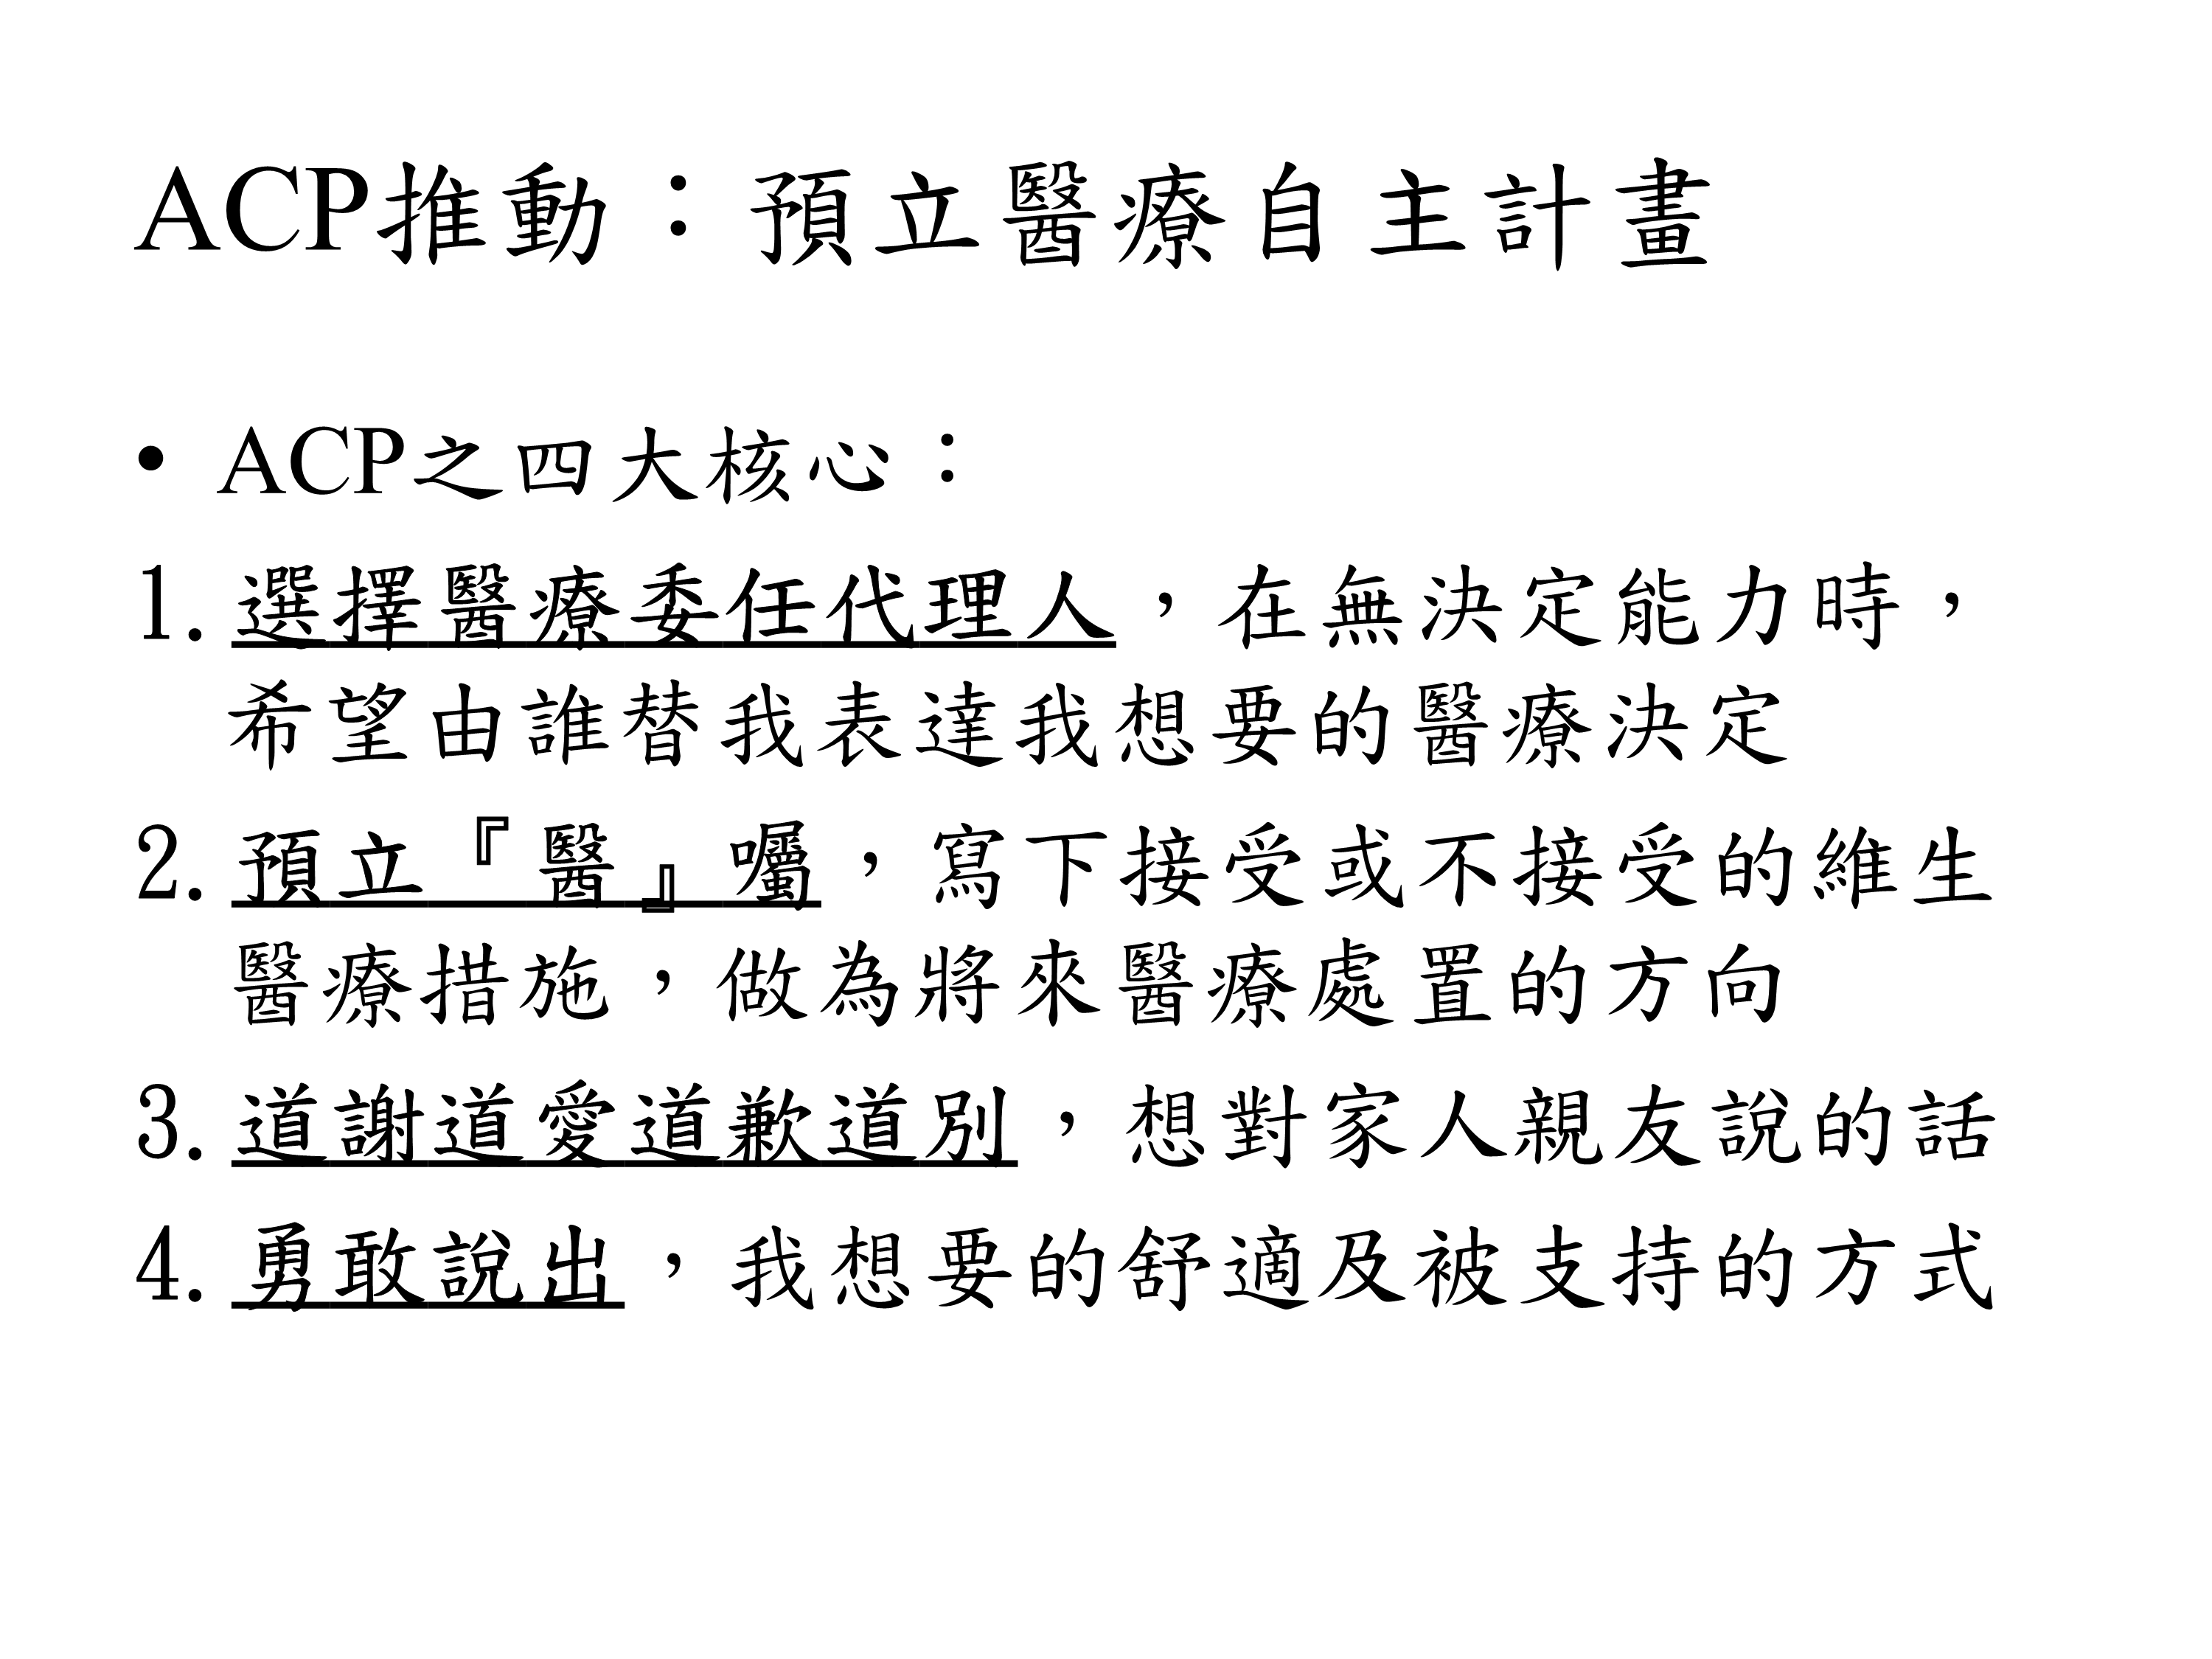 ACP推動：預立醫療自主計畫
• ACP之四大核心：
1. 選擇醫療委任代理人， 在無決定能力時，
希望由誰替我表達我想要的醫療決定
2. 預立『醫』囑，寫下接受或不接受的維生
醫療措施，做為將來醫療處置的方向
3. 道謝道愛道歉道別，想對家人親友說的話
4. 勇敢說出，我想要的舒適及被支持的方式